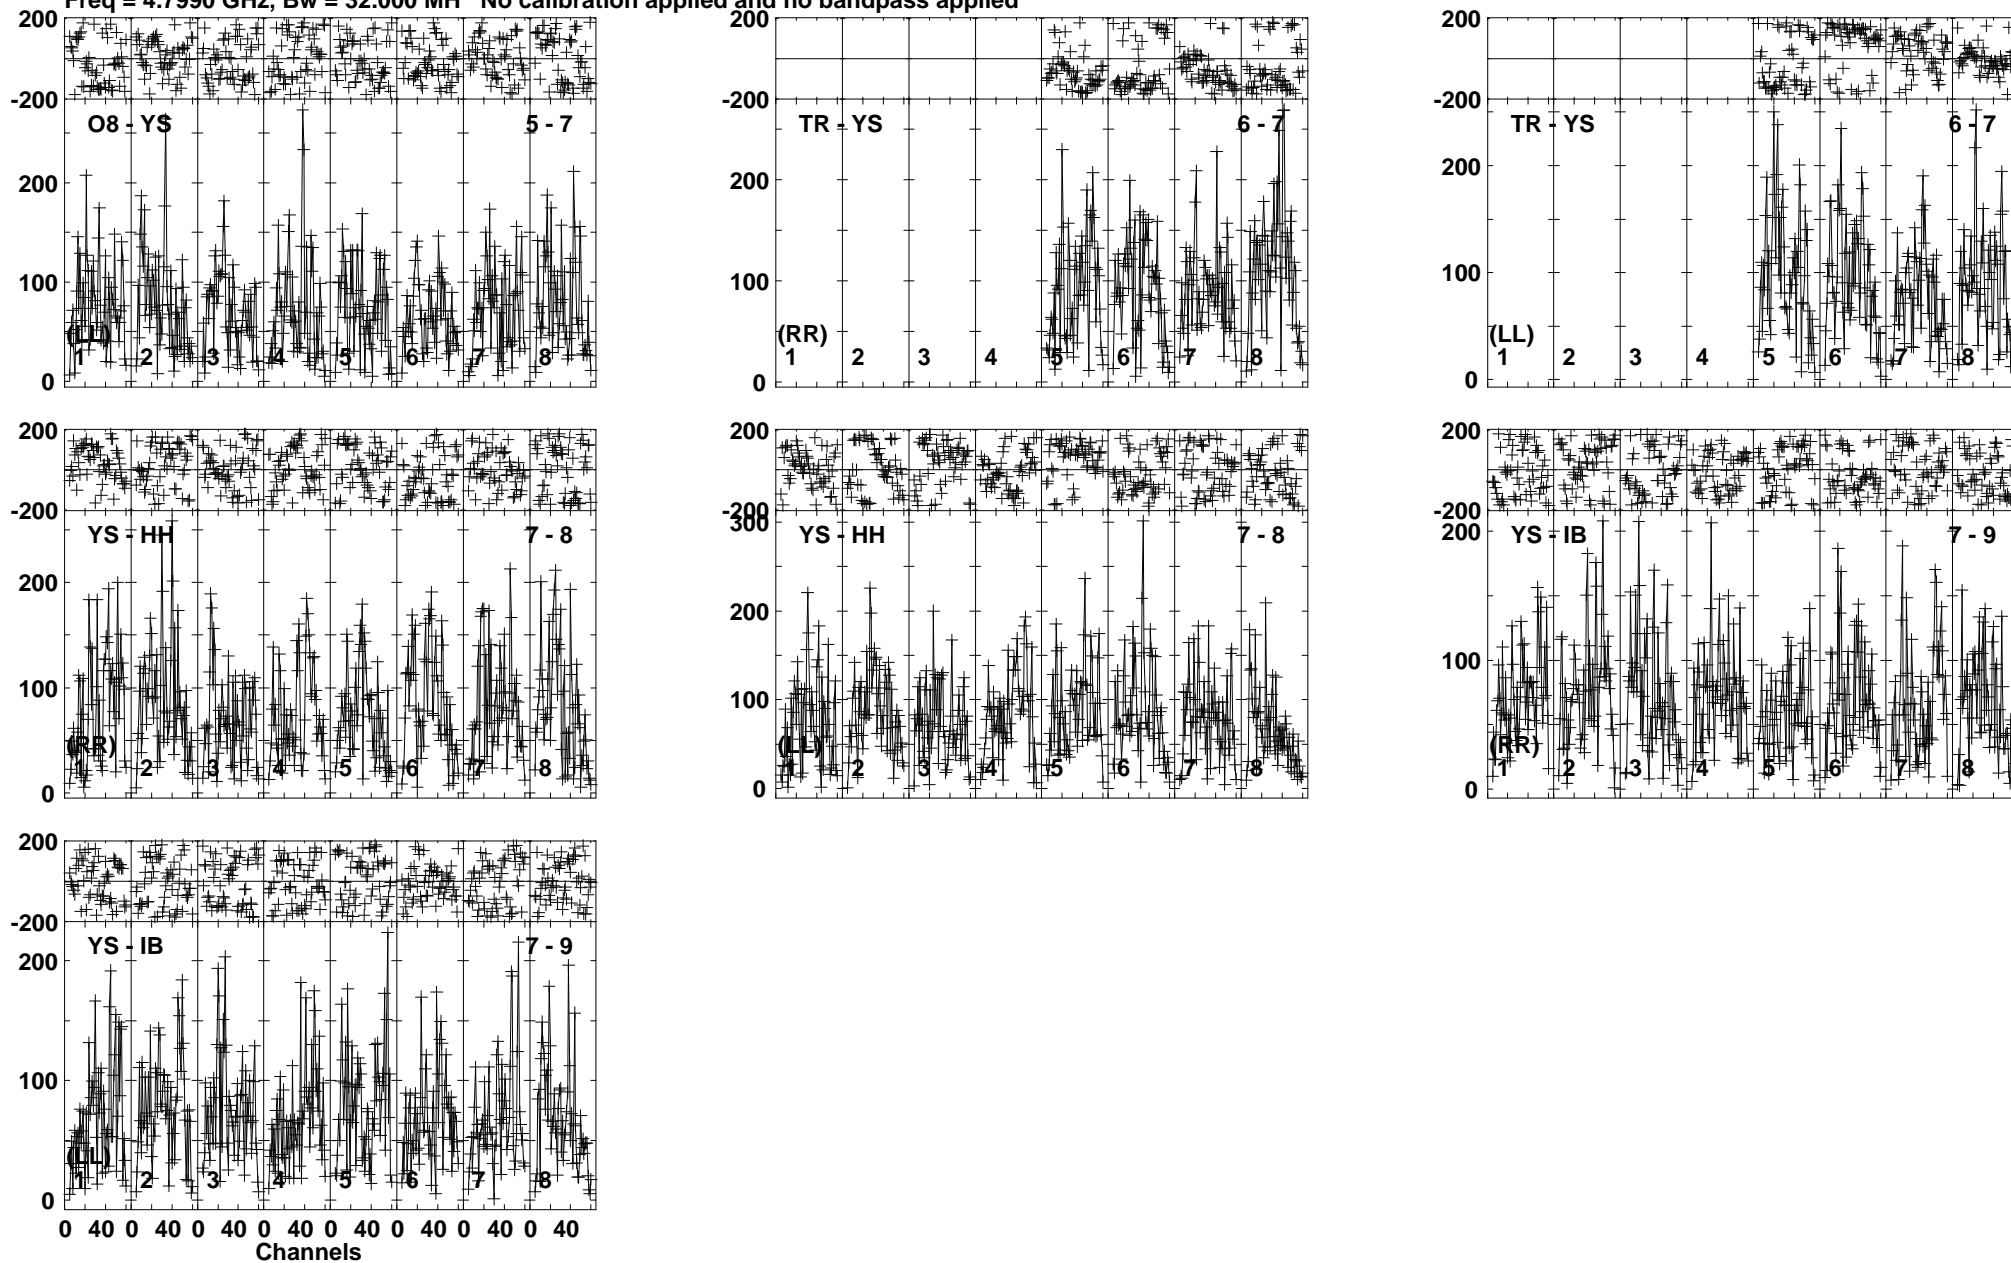 Freq = 4.7990 GHz, Bw = 32.000 MH No calibration applied and no bandpass applied
200
-200
O8 - YS 5 - 7
200
100
0
(LL)
1 2 3 4 5 6 7 8
200
-200
TR - YS 6 - 7
200
100
0
(RR)
1 2 3 4 5 6 7 8
200
-200
TR - YS 6 - 7
200
100
0
(LL)
1 2 3 4 5 6 7 8
200
-200
YS - HH 7 - 8
200
100
0
(RR)
1 2 3 4 5 6 7 8
200
-200
300
YS - HH 7 - 8
200
100
0
(LL)
1 2 3 4 5 6 7 8
200
-200
200
YS - IB 7 - 9
100
0
(RR)
1 2 3 4 5 6 7 8
200
-200
YS - IB 7 - 9
200
100
0
(LL)
1 2 3 4 5 6 7 8
0 40 0 40 0 40 0 40 0 40 0 40 0 40 0 40
Channels